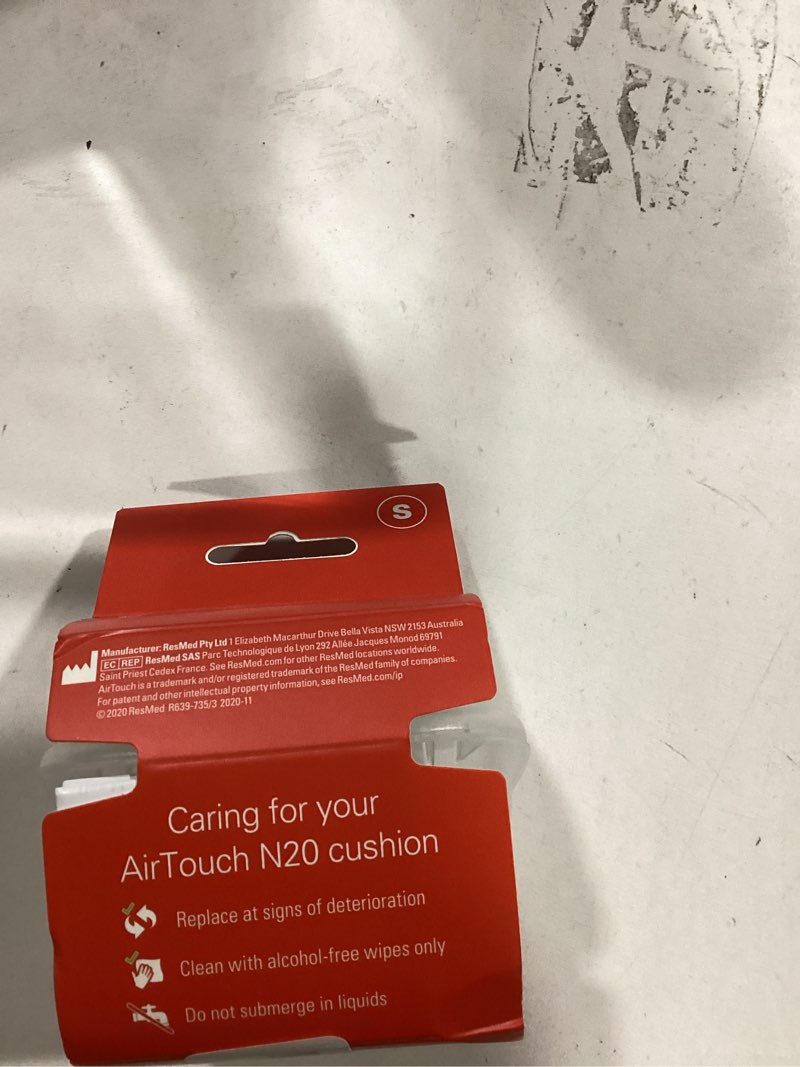 S
Manufacturer: ResMed Pty Ltd 1 Elizabeth Macarthur Drive Bella Vista NSW 2153 Australia
EC REP ResMed SAS Parc Technologique de Lyon 292 Allée Jacques Monod 69791
Saint Priest Cedex France. See ResMed.com for other ResMed locations worldwide.
AirTouch is a trademark and/or registered trademark of the ResMed family of companies.
For patent and other intellectual property information, see ResMed.com/ip
© 2020 ResMed R639-735/3 2020-11
Caring for your
AirTouch N20 cushion
Replace at signs of deterioration
Clean with alcohol-free wipes only
Do not submerge in liquids